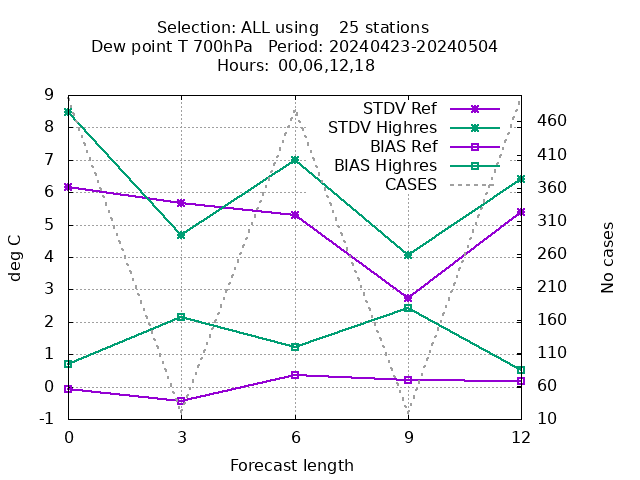 Selection: ALL using    25 stations
Dew point T 700hPa   Period: 20240423-20240504
Hours:  00,06,12,18
STDV Ref
STDV Highres
BIAS Ref
BIAS Highres
CASES
9
8
7
6
5
4
3
2
1
0
-1
deg C
460
410
360
310
260
210
160
110
60
10
No cases
0 3 6 9 12
Forecast length